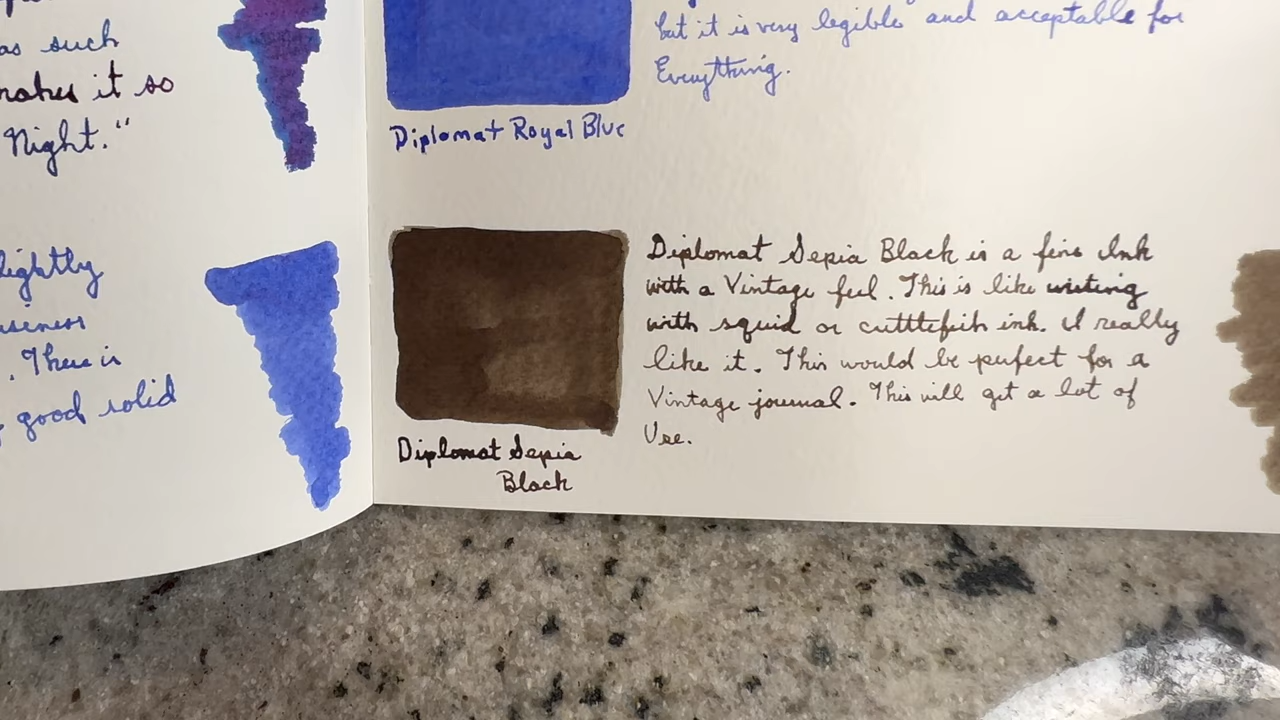 as such
makes it so
Night."
lightly
. There is
good solid
but it is very legible and acceptable for
Everything.
Diplomat Royal Blue
Diplomat Sepia Black is a fine Ink
with a Vintage feel. This is like writing
with squid or cutttlefish ink. I really
like it. This would be perfect for a
Vintage journal. This will get a lot of
Use.
Diplomat Sepia
Black